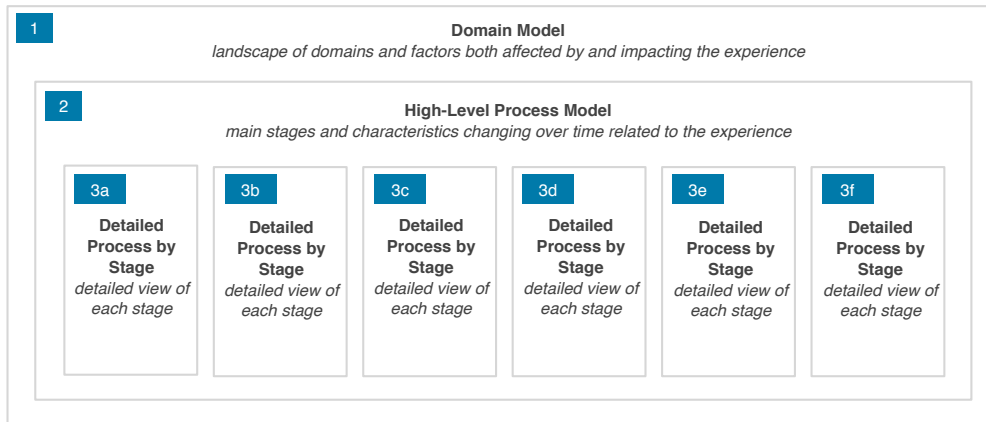 1
Domain Model
landscape of domains and factors both affected by and impacting the experience
2
High-Level Process Model
main stages and characteristics changing over time related to the experience
3a
Detailed
Process by
Stage
detailed view of
each stage
3b
Detailed
Process by
Stage
detailed view of
each stage
3c
Detailed
Process by
Stage
detailed view of
each stage
3d
Detailed
Process by
Stage
detailed view of
each stage
3e
Detailed
Process by
Stage
detailed view of
each stage
3f
Detailed
Process by
Stage
detailed view of
each stage